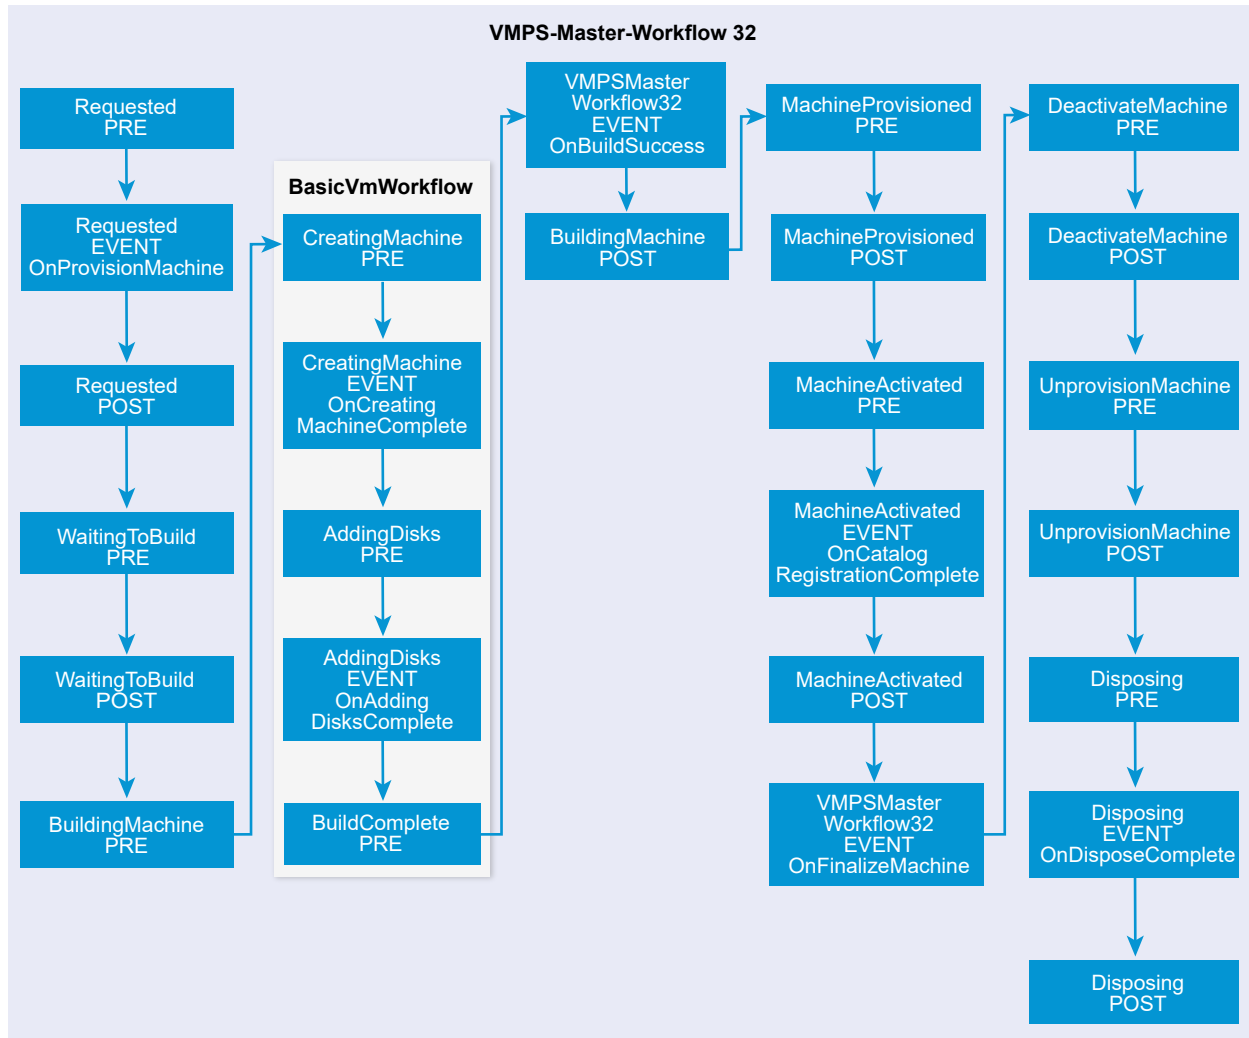 VMPS-Master-Workflow 32
Requested
PRE
Requested
EVENT
OnProvisionMachine
Requested
POST
WaitingToBuild
PRE
WaitingToBuild
POST
BuildingMachine
PRE
BasicVmWorkflow
CreatingMachine
PRE
CreatingMachine
EVENT
OnCreating
MachineComplete
AddingDisks
PRE
AddingDisks
EVENT
OnAdding
DisksComplete
BuildComplete
PRE
VMPSMaster
Workflow32
EVENT
OnBuildSuccess
BuildingMachine
POST
MachineProvisioned
PRE
MachineProvisioned
POST
MachineActivated
PRE
MachineActivated
EVENT
OnCatalog
RegistrationComplete
MachineActivated
POST
VMPSMaster
Workflow32
EVENT
OnFinalizeMachine
DeactivateMachine
PRE
DeactivateMachine
POST
UnprovisionMachine
PRE
UnprovisionMachine
POST
Disposing
PRE
Disposing
EVENT
OnDisposeComplete
Disposing
POST